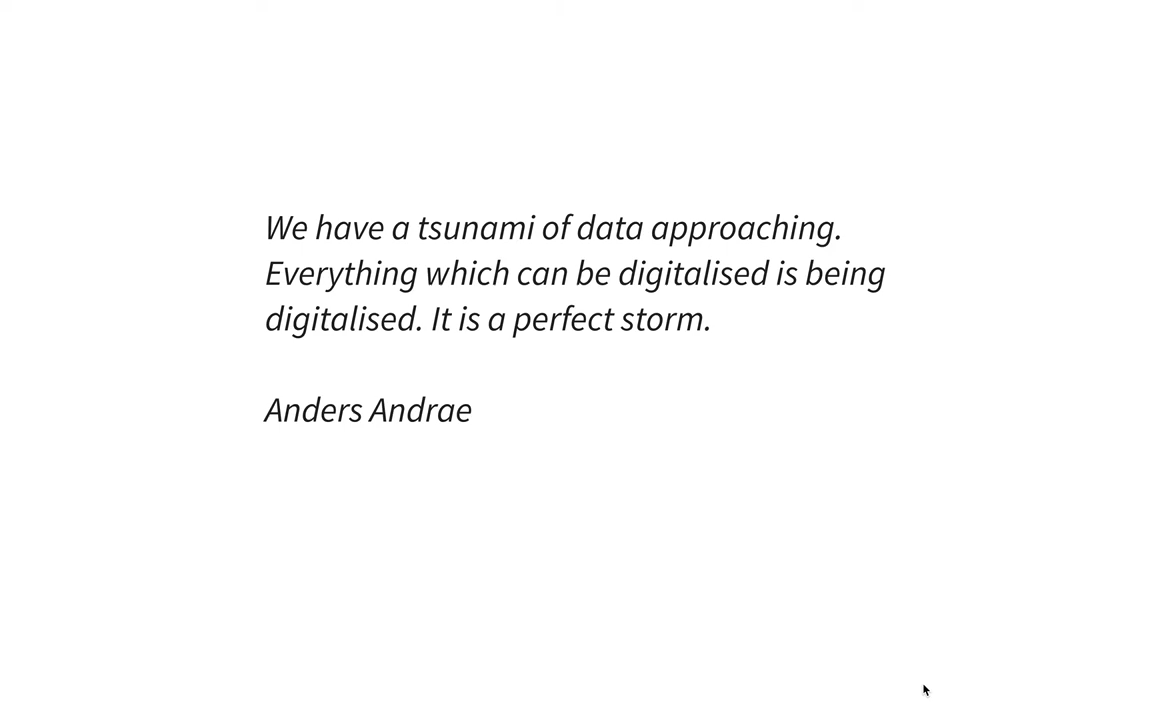 We have a tsunami of data approaching.
Everything which can be digitalised is being
digitalised. It is a perfect storm.
Anders Andrae